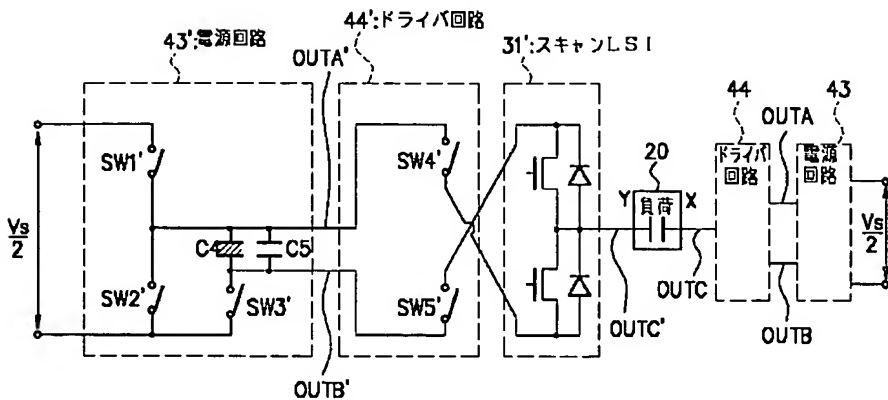 43':電源回路
44':ドライバ回路
31':スキャンLSI
OUTA'
44
43
OUTA
SW1'
SW4'
20
ドライバ
回路
電源
回路
Y
負荷
X
Vs
2
C4
C5
Vs
2
SW2'
SW3'
SW5'
OUTC'
OUTC
OUTB
OUTB'